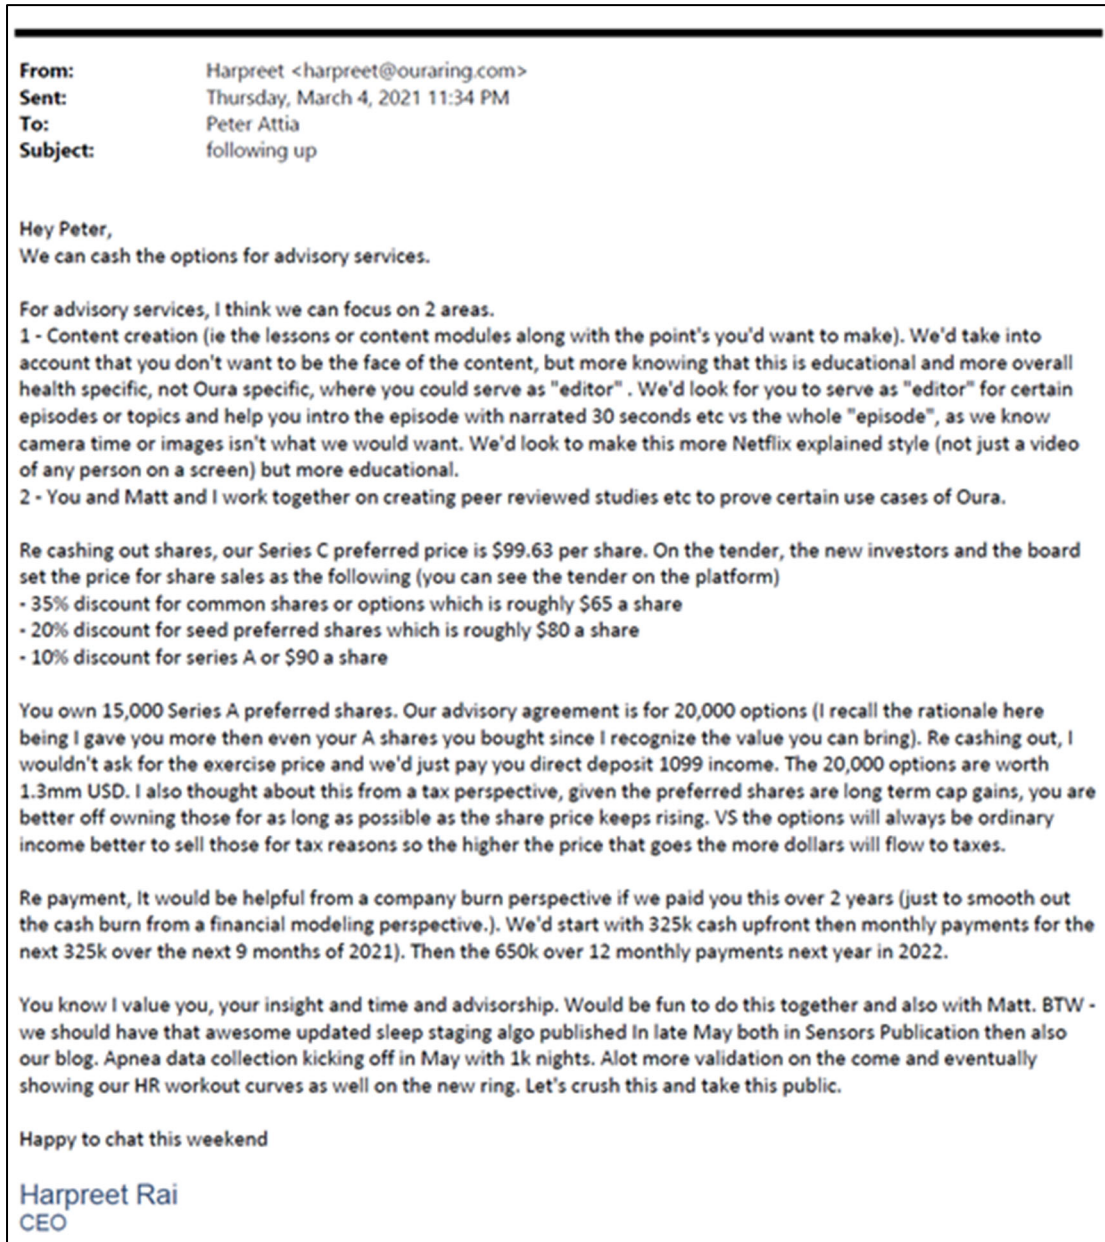 From: Harpreet <harpreet@ouraring.com>
Sent: Thursday, March 4, 2021 11:34 PM
To: Peter Attia
Subject: following up
Hey Peter,
We can cash the options for advisory services.
For advisory services, I think we can focus on 2 areas.
1 - Content creation (ie the lessons or content modules along with the point's you'd want to make). We'd take into
account that you don't want to be the face of the content, but more knowing that this is educational and more overall
health specific, not Oura specific, where you could serve as "editor" . We'd look for you to serve as "editor" for certain
episodes or topics and help you intro the episode with narrated 30 seconds etc vs the whole "episode", as we know
camera time or images isn't what we would want. We'd look to make this more Netflix explained style (not just a video
of any person on a screen) but more educational.
2 - You and Matt and I work together on creating peer reviewed studies etc to prove certain use cases of Oura.
Re cashing out shares, our Series C preferred price is $99.63 per share. On the tender, the new investors and the board
set the price for share sales as the following (you can see the tender on the platform)
- 35% discount for common shares or options which is roughly $65 a share
- 20% discount for seed preferred shares which is roughly $80 a share
- 10% discount for series A or $90 a share
You own 15,000 Series A preferred shares. Our advisory agreement is for 20,000 options (I recall the rationale here
being I gave you more then even your A shares you bought since I recognize the value you can bring). Re cashing out, I
wouldn't ask for the exercise price and we'd just pay you direct deposit 1099 income. The 20,000 options are worth
1.3mm USD. I also thought about this from a tax perspective, given the preferred shares are long term cap gains, you are
better off owning those for as long as possible as the share price keeps rising. VS the options will always be ordinary
income better to sell those for tax reasons so the higher the price that goes the more dollars will flow to taxes.
Re payment, It would be helpful from a company burn perspective if we paid you this over 2 years (just to smooth out
the cash burn from a financial modeling perspective.). We'd start with 325k cash upfront then monthly payments for the
next 325k over the next 9 months of 2021). Then the 650k over 12 monthly payments next year in 2022.
You know I value you, your insight and time and advisorship. Would be fun to do this together and also with Matt. BTW -
we should have that awesome updated sleep staging algo published In late May both in Sensors Publication then also
our blog. Apnea data collection kicking off in May with 1k nights. Alot more validation on the come and eventually
showing our HR workout curves as well on the new ring. Let's crush this and take this public.
Happy to chat this weekend
Harpreet Rai
CEO